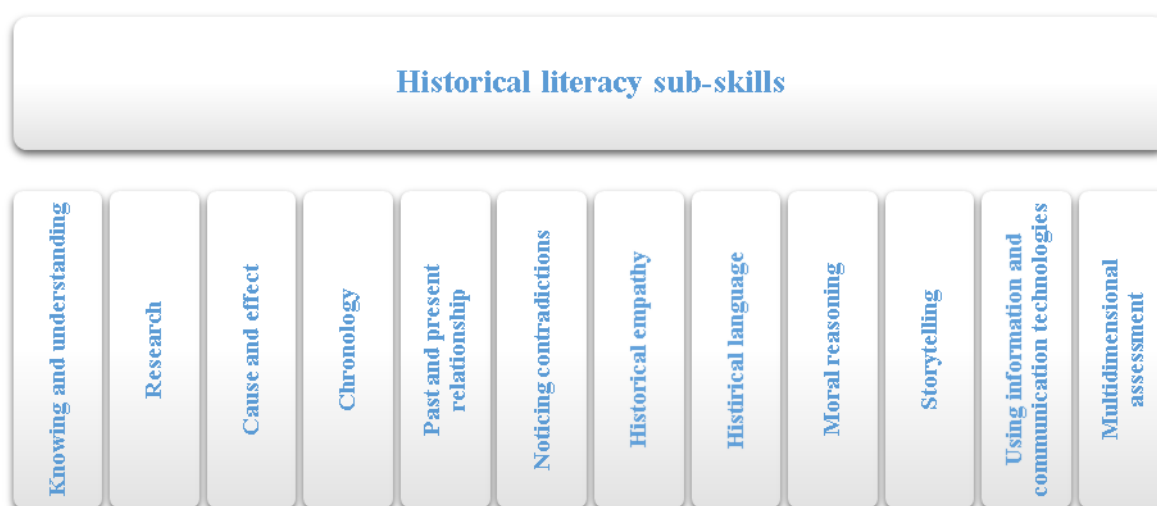 Historical literacy sub-skills
Knowing and understanding
Research
Cause and effect
Chronology
Past and present
relationship
Noticing contradictions
Historical empathy
Histirical language
Moral reasoning
Storytelling
Using information and
communication technologies
Multidimensional
assessment